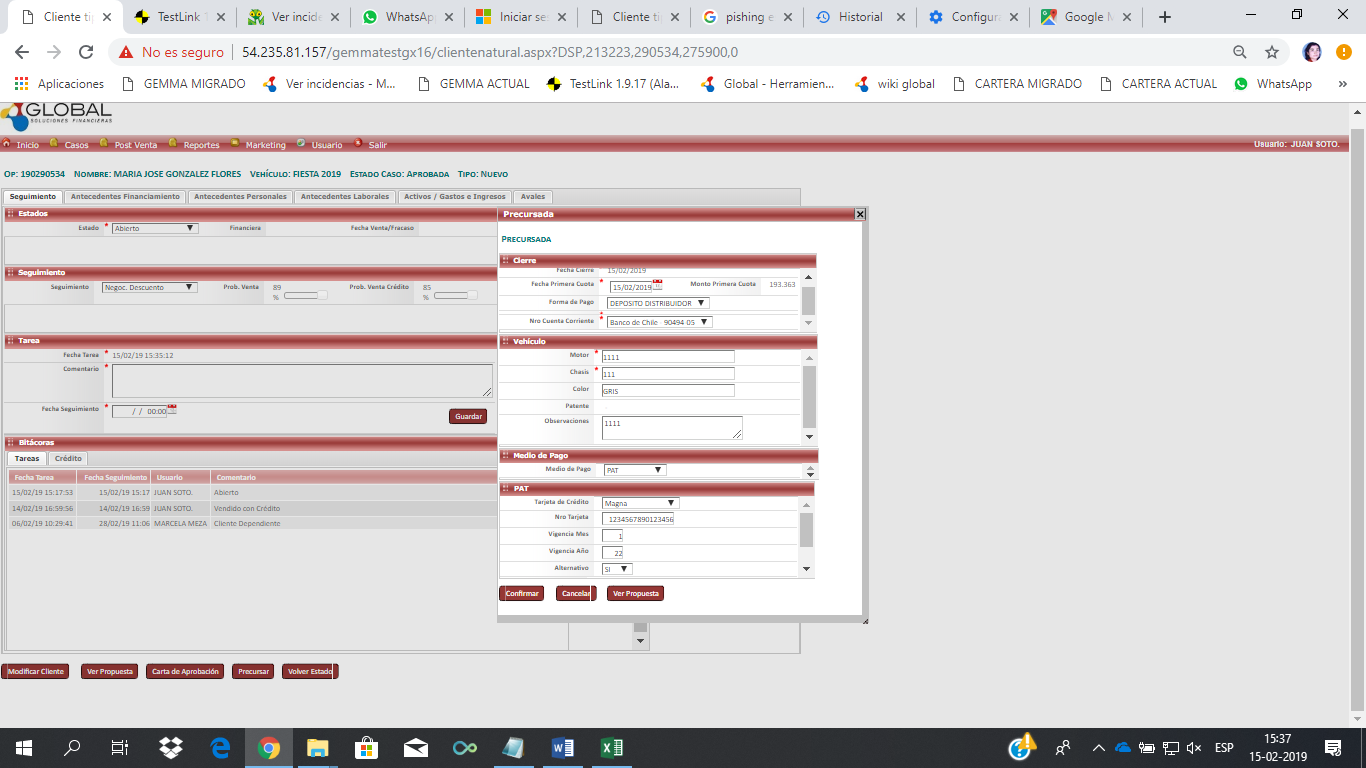 Cliente tip
TestLink 1
Ver incide
WhatsApp
Iniciar ses
Cliente tip
pishing e
Historial
Configura
Google M
No es seguro | 54.235.81.157/gemmatestgx16/clientenatural.aspx?DSP,213223,290534,275900,0
Aplicaciones GEMMA MIGRADO Ver incidencias - M... GEMMA ACTUAL TestLink 1.9.17 (Ala... Global - Herramien... wiki global CARTERA MIGRADO CARTERA ACTUAL WhatsApp »
GLOBAL
SOLUCIONES FINANCIERAS
Inicio Casos Post Venta Reportes Marketing Usuario Salir Usuario: JUAN SOTO.
Op: 190290534 Nombre: MARIA JOSE GONZALEZ FLORES Vehículo: FIESTA 2019 Estado Caso: Aprobada Tipo: Nuevo
Seguimiento Antecedentes Financiamiento Antecedentes Personales Antecedentes Laborales Activos / Gastos e Ingresos Avales
Estados
Estado * Abierto Financiera Fecha Venta/Fracaso
Seguimiento
Seguimiento Negoc. Descuento Prob. Venta 89 % Prob. Venta Crédito 85 %
Tarea
Fecha Tarea * 15/02/19 15:35:12
Comentario *
Fecha Seguimiento * / / 00:00
Guardar
Bitácoras
Tareas Crédito
Fecha Tarea Fecha Seguimiento Usuario Comentario
15/02/19 15:17:53 15/02/19 15:17 JUAN SOTO. Abierto
14/02/19 16:59:56 14/02/19 16:59 JUAN SOTO. Vendido con Crédito
06/02/19 10:29:41 28/02/19 11:06 MARCELA MEZA Cliente Dependiente
Precursada
Precursada
Cierre
Fecha Cierre 15/02/2019
Fecha Primera Cuota * 15/02/2019 Monto Primera Cuota 193.363
Forma de Pago DEPOSITO DISTRIBUIDOR
*
Nro Cuenta Corriente * Banco de Chile 90494-05
Vehículo
Motor * 1111
Chasis * 111
Color GRIS
Patente
Observaciones 1111
Medio de Pago
Medio de Pago PAT
PAT
Tarjeta de Crédito Magna
Nro Tarjeta 1234567890123456
Vigencia Mes 1
Vigencia Año 22
Alternativo SI
Confirmar Cancelar Ver Propuesta
Modificar Cliente Ver Propuesta Carta de Aprobación Precursar Volver Estado
ESP
15:37
15-02-2019